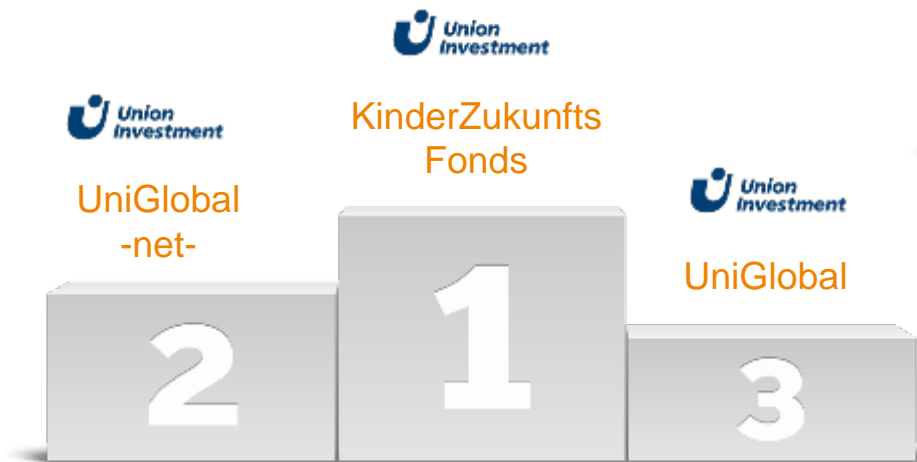 Union
Investment
KinderZukunfts
Fonds
Union
Investment
UniGlobal
-net-
Union
Investment
UniGlobal
1
2
3